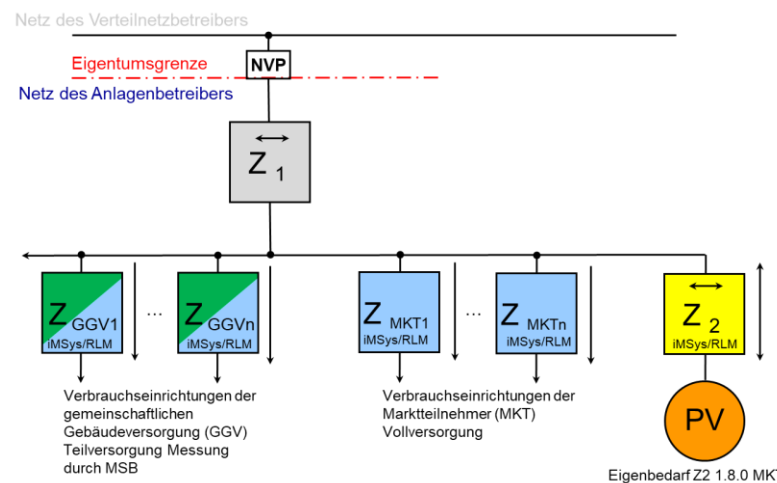 Netz des Verteilnetzbetreibers
Eigentumsgrenze
NVP
Netz des Anlagenbetreibers
Z 1
Z GGV1
iMSys/RLM
...
Z GGVn
iMSys/RLM
Z MKT1
iMSys/RLM
...
Z MKTn
iMSys/RLM
Z 2
iMSys/RLM
Verbrauchseinrichtungen der
gemeinschaftlichen
Gebäudeversorgung (GGV)
Teilversorgung Messung
durch MSB
Verbrauchseinrichtungen der
Marktteilnehmer (MKT)
Vollversorgung
PV
Eigenbedarf Z2 1.8.0 MKT